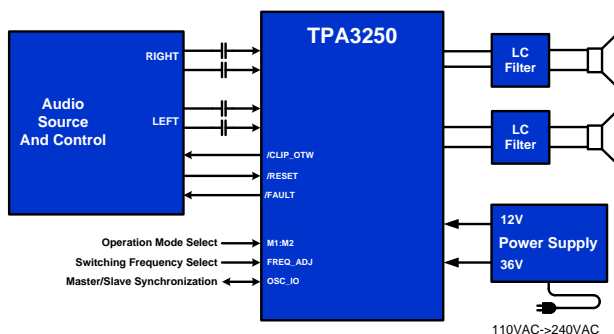 TPA3250
RIGHT
LEFT
Audio
Source
And Control
/CLIP_OTW
/RESET
/FAULT
Operation Mode Select
M1:M2
Switching Frequency Select
FREQ_ADJ
Master/Slave Synchronization
OSC_IO
LC
Filter
LC
Filter
12V
Power Supply
36V
110VAC->240VAC